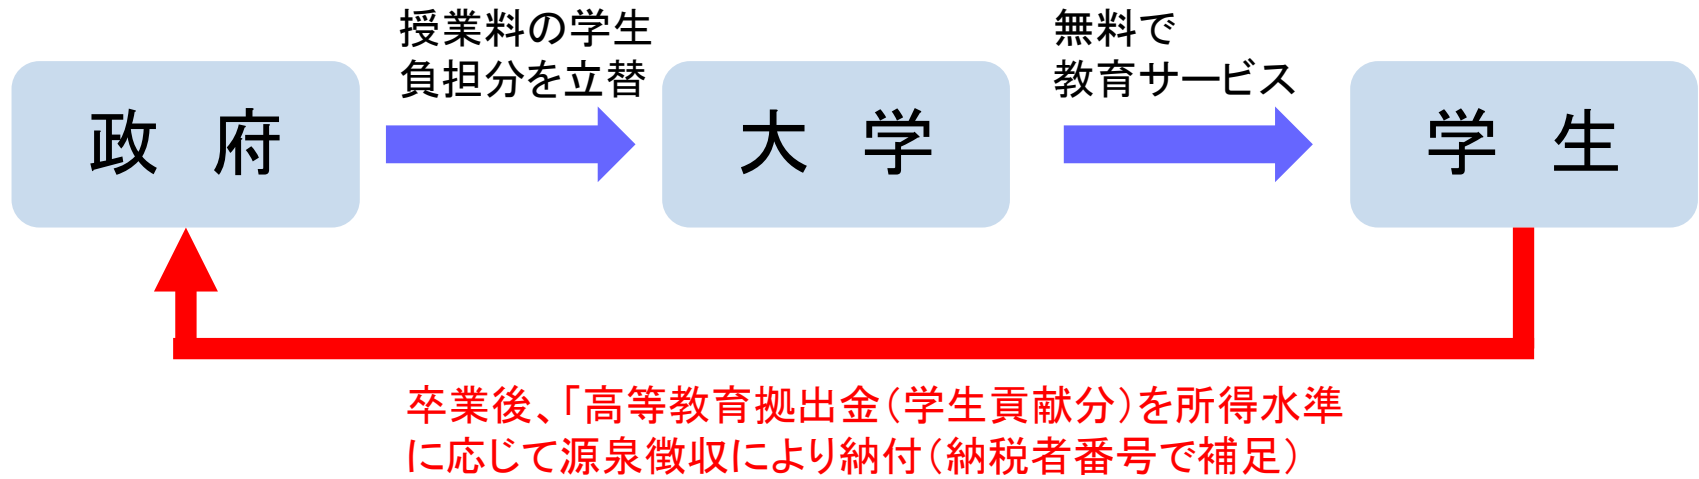 授業料の学生
負担分を立替
無料で
教育サービス
政 府
大 学
学 生
卒業後、「高等教育拠出金(学生貢献分)を所得水準
に応じて源泉徴収により納付(納税者番号で補足)